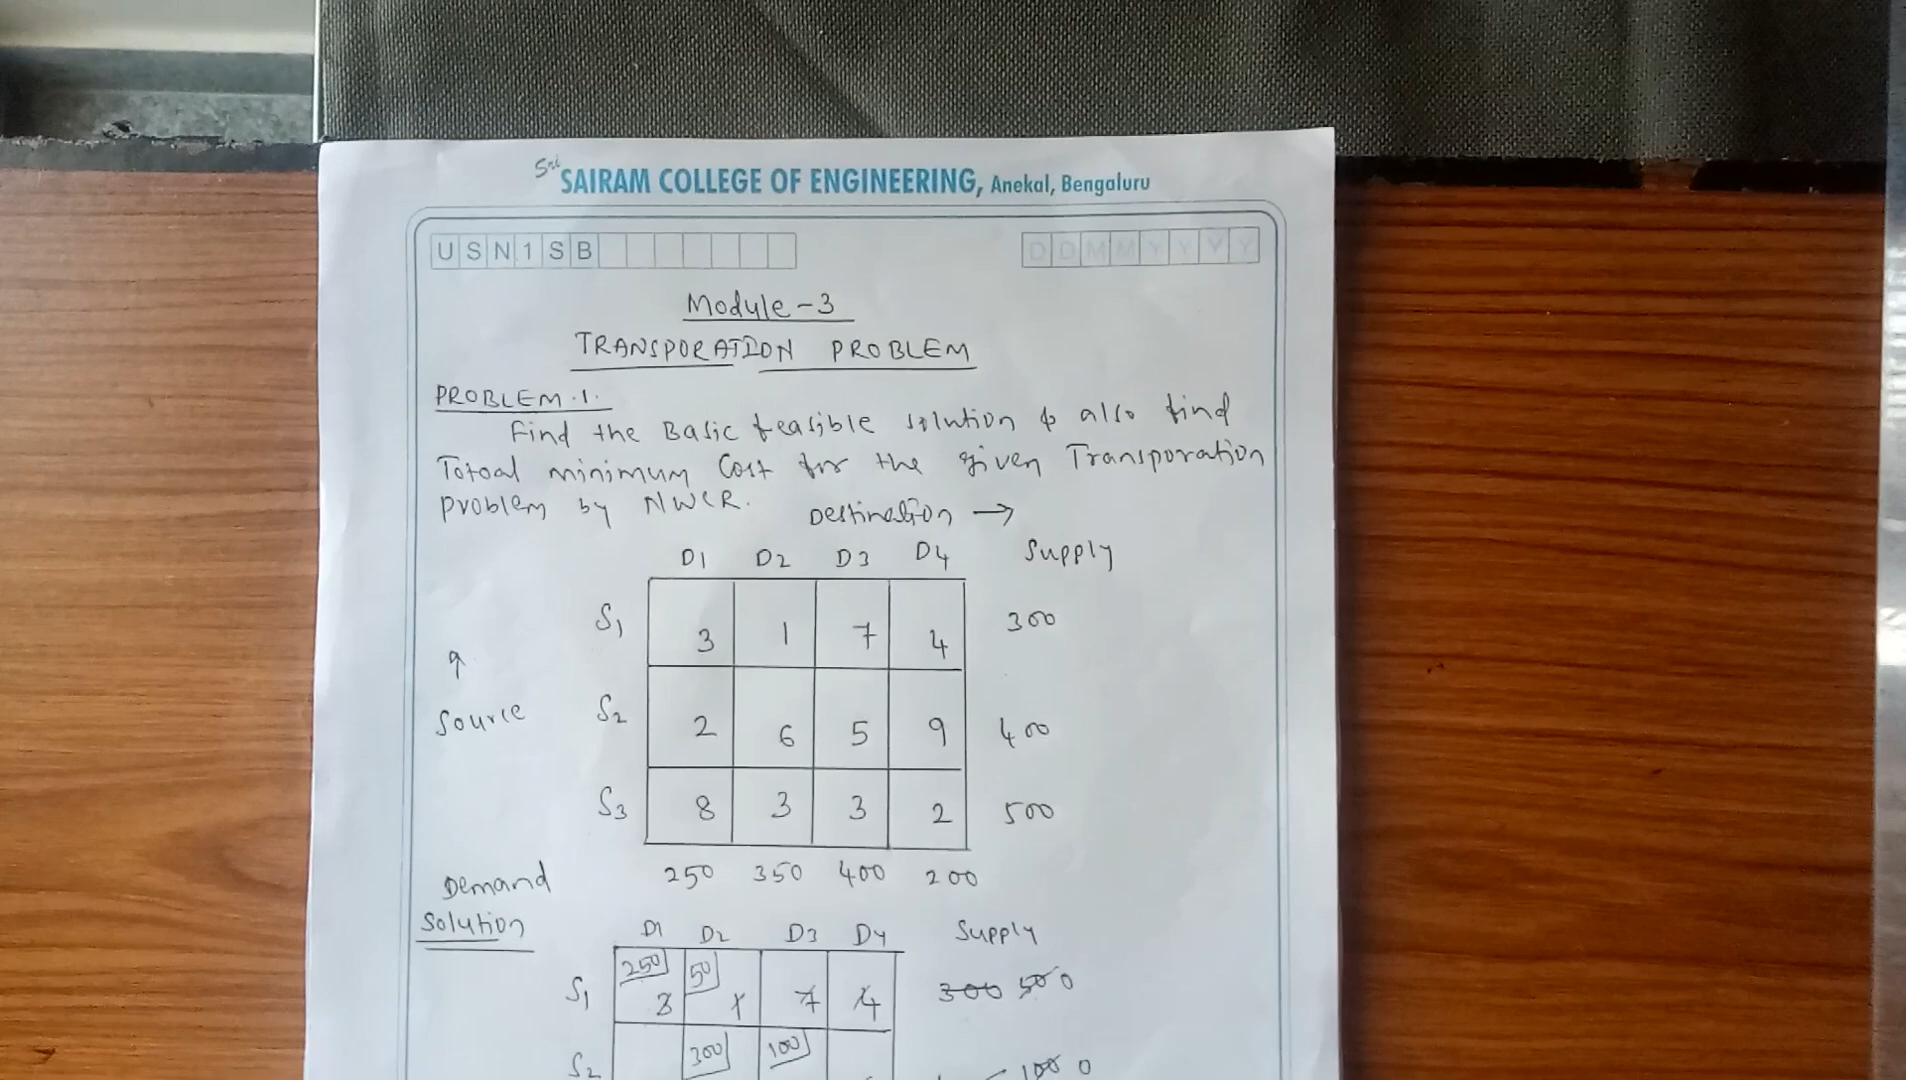 Sri
SAIRAM COLLEGE OF ENGINEERING, Anekal, Bengaluru
USN1SB DDMMYYYY
Module-3
TRANSPORATION PROBLEM
PROBLEM.1.
Find the Basic feasible solution & also find
Totoal minimum Cost for the given Transporation
problem by NWCR.
Destination →
D1 D2 D3 D4 Supply
S1 3 1 7 4 300
S2 2 6 5 9 400
Source
S3 8 3 3 2 500
Demand 250 350 400 200
Solution
D1 D2 D3 D4 Supply
250 50
S1 3 1 7 4 300 50 0
300 100
S2 100 0